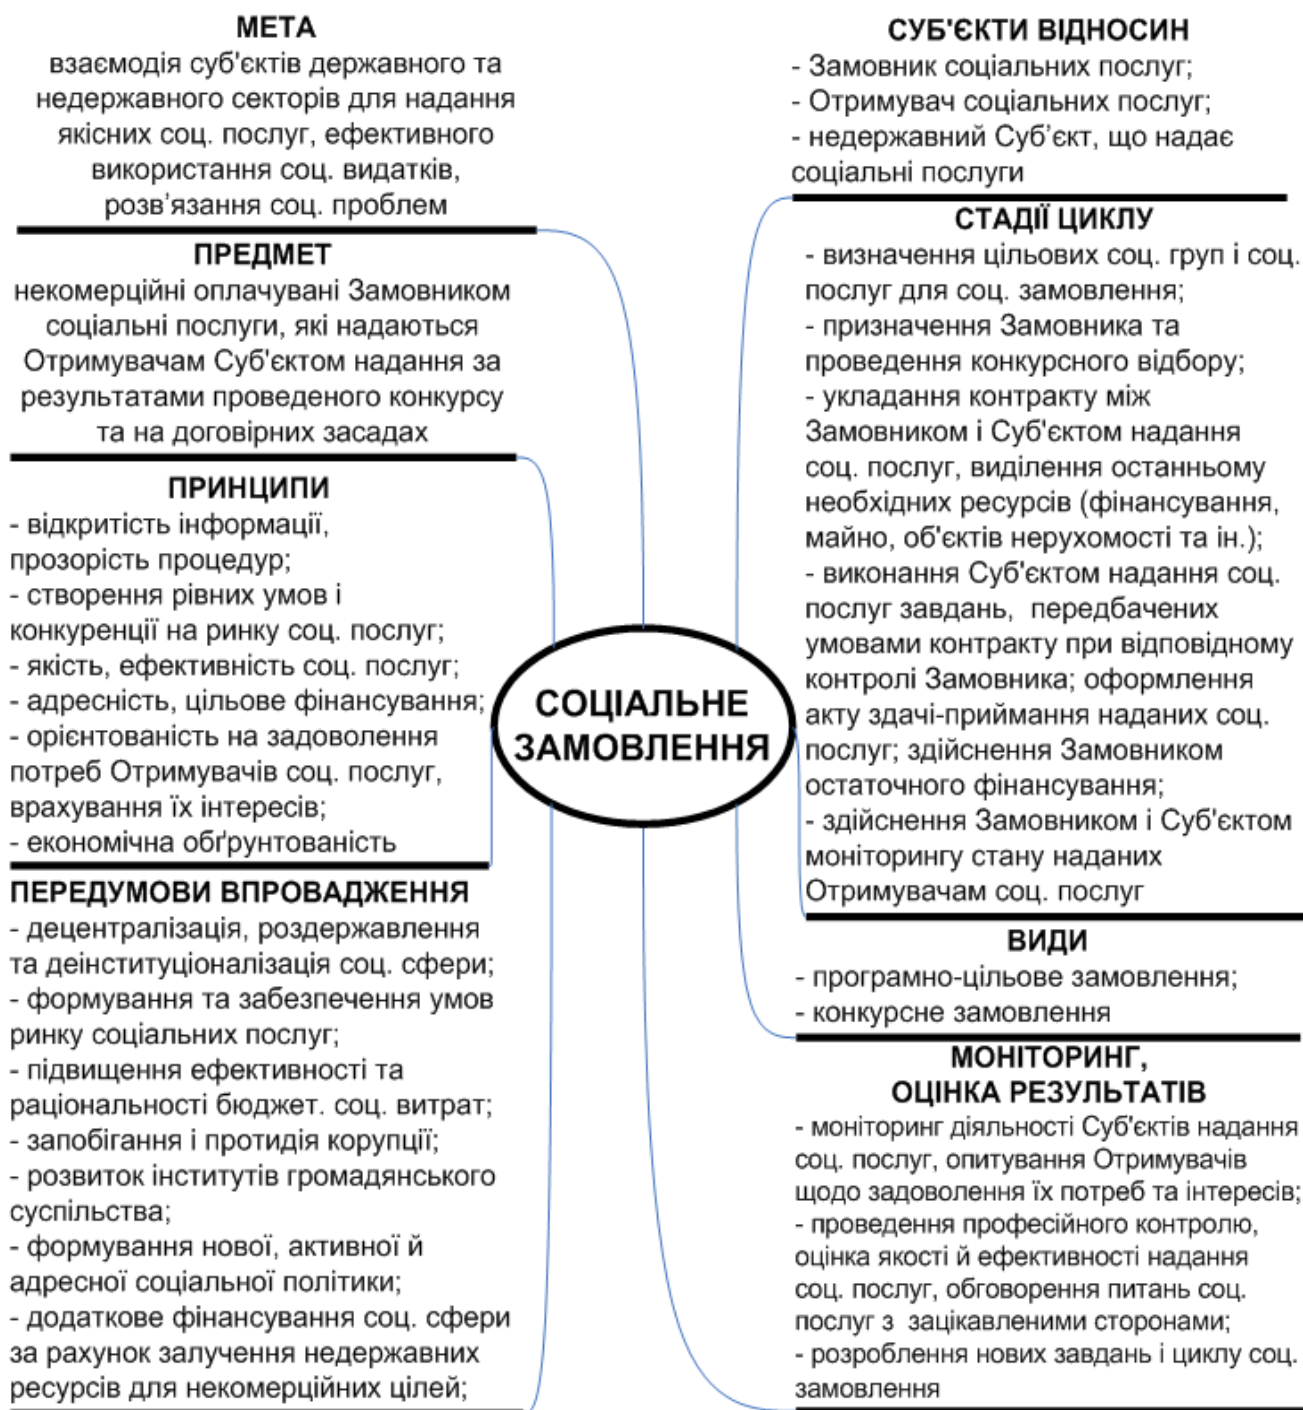 МЕТА
взаємодія суб'єктів державного та
недержавного секторів для надання
якісних соц. послуг, ефективного
використання соц. видатків,
розв’язання соц. проблем
ПРЕДМЕТ
некомерційні оплачувані Замовником
соціальні послуги, які надаються
Отримувачам Суб'єктом надання за
результатами проведеного конкурсу
та на договірних засадах
ПРИНЦИПИ
- відкритість інформації,
прозорість процедур;
- створення рівних умов і
конкуренції на ринку соц. послуг;
- якість, ефективність соц. послуг;
- адресність, цільове фінансування;
- орієнтованість на задоволення
потреб Отримувачів соц. послуг,
врахування їх інтересів;
- економічна обґрунтованість
ПЕРЕДУМОВИ ВПРОВАДЖЕННЯ
- децентралізація, роздержавлення
та деінституціоналізація соц. сфери;
- формування та забезпечення умов
ринку соціальних послуг;
- підвищення ефективності та
раціональності бюджет. соц. витрат;
- запобігання і протидія корупції;
- розвиток інститутів громадянського
суспільства;
- формування нової, активної й
адресної соціальної політики;
- додаткове фінансування соц. сфери
за рахунок залучення недержавних
ресурсів для некомерційних цілей;
СОЦІАЛЬНЕ
ЗАМОВЛЕННЯ
СУБ'ЄКТИ ВІДНОСИН
- Замовник соціальних послуг;
- Отримувач соціальних послуг;
- недержавний Суб’єкт, що надає
соціальні послуги
СТАДІЇ ЦИКЛУ
- визначення цільових соц. груп і соц.
послуг для соц. замовлення;
- призначення Замовника та
проведення конкурсного відбору;
- укладання контракту між
Замовником і Суб'єктом надання
соц. послуг, виділення останньому
необхідних ресурсів (фінансування,
майно, об'єктів нерухомості та ін.);
- виконання Суб'єктом надання соц.
послуг завдань, передбачених
умовами контракту при відповідному
контролі Замовника; оформлення
акту здачі-приймання наданих соц.
послуг; здійснення Замовником
остаточного фінансування;
- здійснення Замовником і Суб'єктом
моніторингу стану наданих
Отримувачам соц. послуг
ВИДИ
- програмно-цільове замовлення;
- конкурсне замовлення
МОНІТОРИНГ,
ОЦІНКА РЕЗУЛЬТАТІВ
- моніторинг діяльності Суб'єктів надання
соц. послуг, опитування Отримувачів
щодо задоволення їх потреб та інтересів;
- проведення професійного контролю,
оцінка якості й ефективності надання
соц. послуг, обговорення питань соц.
послуг з зацікавленими сторонами;
- розроблення нових завдань і циклу соц.
замовлення